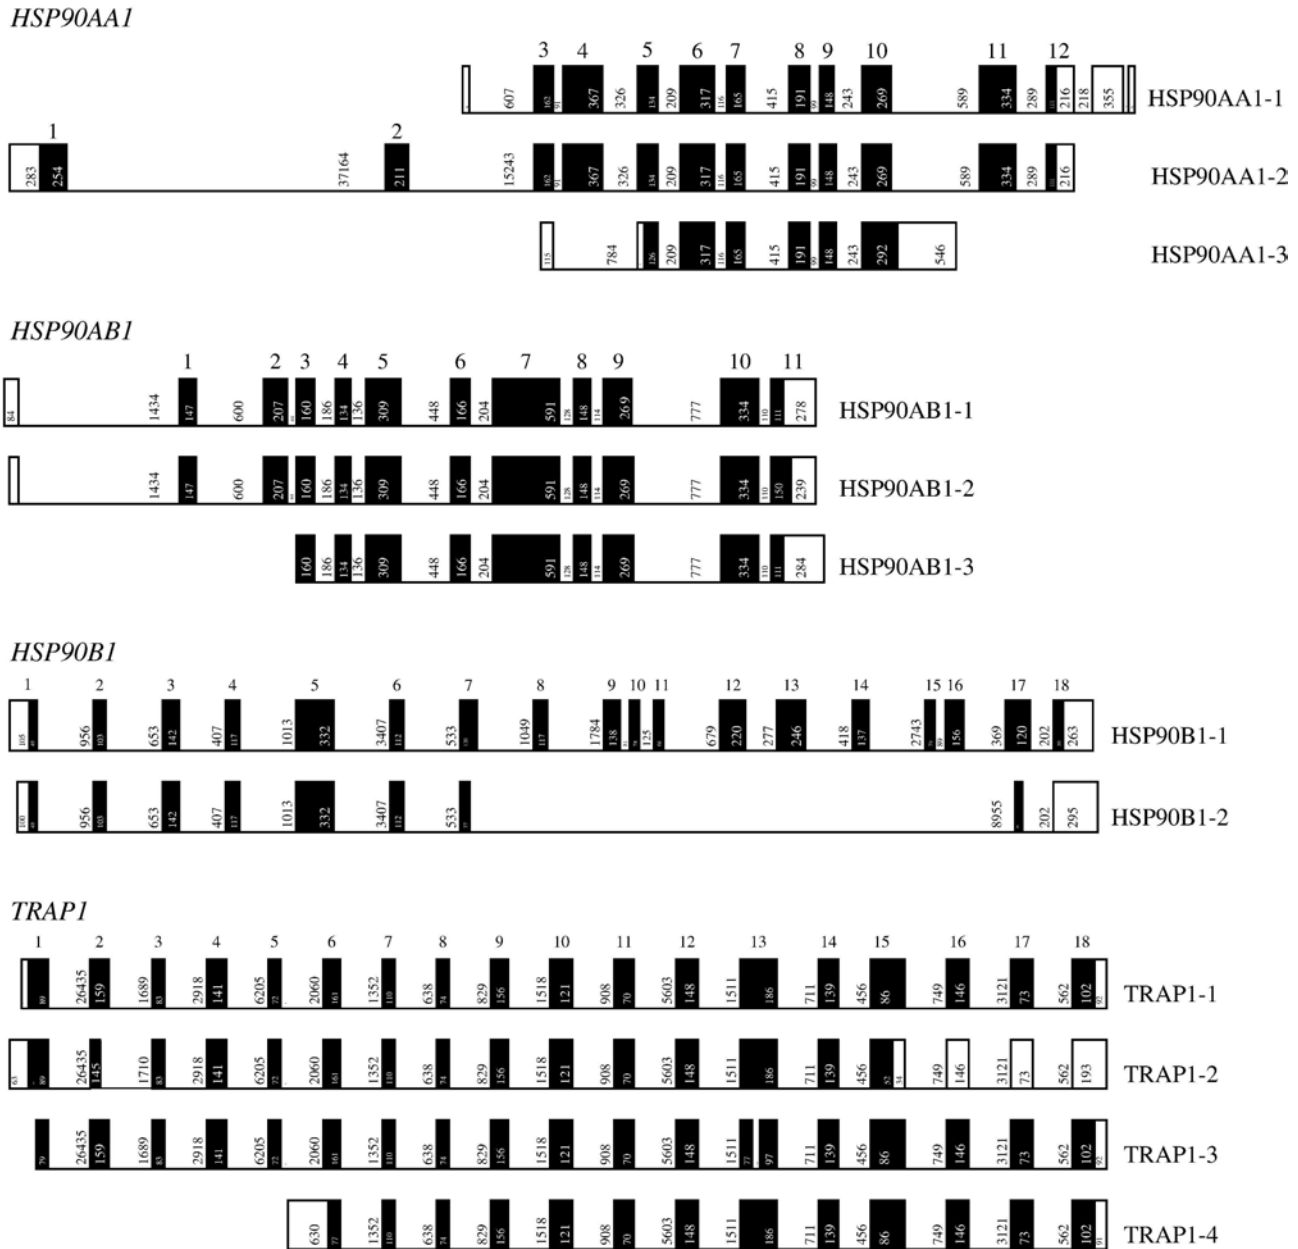 HSP90AA1
3 4 5 6 7 8 9 10 11 12
607 162 91 367 326 134 209 317 116 165 415 191 99 148 243 269 589 334 289 216 218 355 HSP90AA1-1
1 2
283 254 37164 211 15243 162 91 367 326 134 209 317 116 165 415 191 99 148 243 269 589 334 289 216 HSP90AA1-2
115 784 126 209 317 116 165 415 191 99 148 243 292 546 HSP90AA1-3
HSP90AB1
1 2 3 4 5 6 7 8 9 10 11
84 1434 147 600 207 160 186 134 136 309 448 166 204 591 128 148 114 269 777 334 110 111 278 HSP90AB1-1
1434 147 600 207 160 186 134 136 309 448 166 204 591 128 148 114 269 777 334 110 150 239 HSP90AB1-2
160 186 134 136 309 448 166 204 591 128 148 114 269 777 334 110 111 284 HSP90AB1-3
HSP90B1
1 2 3 4 5 6 7 8 9 10 11 12 13 14 15 16 17 18
105 956 103 653 142 407 117 1013 332 3407 112 533 1049 117 1784 138 125 679 220 277 246 418 137 2743 156 369 120 202 263 HSP90B1-1
100 956 103 653 142 407 117 1013 332 3407 112 533 8955 202 295 HSP90B1-2
TRAP1
1 2 3 4 5 6 7 8 9 10 11 12 13 14 15 16 17 18
89 26435 159 1689 83 2918 141 6205 72 2060 161 1352 110 638 74 829 156 1518 121 908 70 5603 148 1511 186 711 139 456 86 749 146 3121 73 562 102 92 TRAP1-1
63 89 26435 145 1710 83 2918 141 6205 72 2060 161 1352 110 638 74 829 156 1518 121 908 70 5603 148 1511 186 711 139 456 52 34 749 146 3121 73 562 193 TRAP1-2
79 26435 159 1689 83 2918 141 6205 72 2060 161 1352 110 638 74 829 156 1518 121 908 70 5603 148 1511 77 97 711 139 456 86 749 146 3121 73 562 102 92 TRAP1-3
630 77 1352 110 638 74 829 156 1518 121 908 70 5603 148 1511 186 711 139 456 86 749 146 3121 73 562 102 91 TRAP1-4